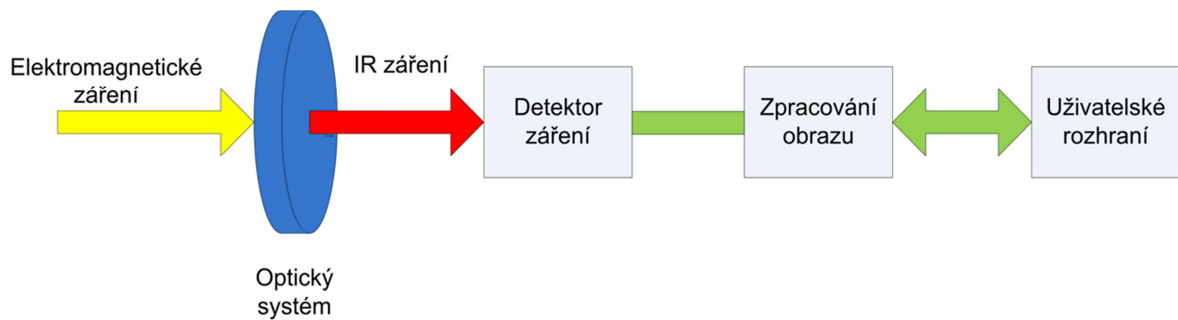 Elektromagnetické
záření
IR záření
Detektor
záření
Zpracování
obrazu
Uživatelské
rozhraní
Optický
systém